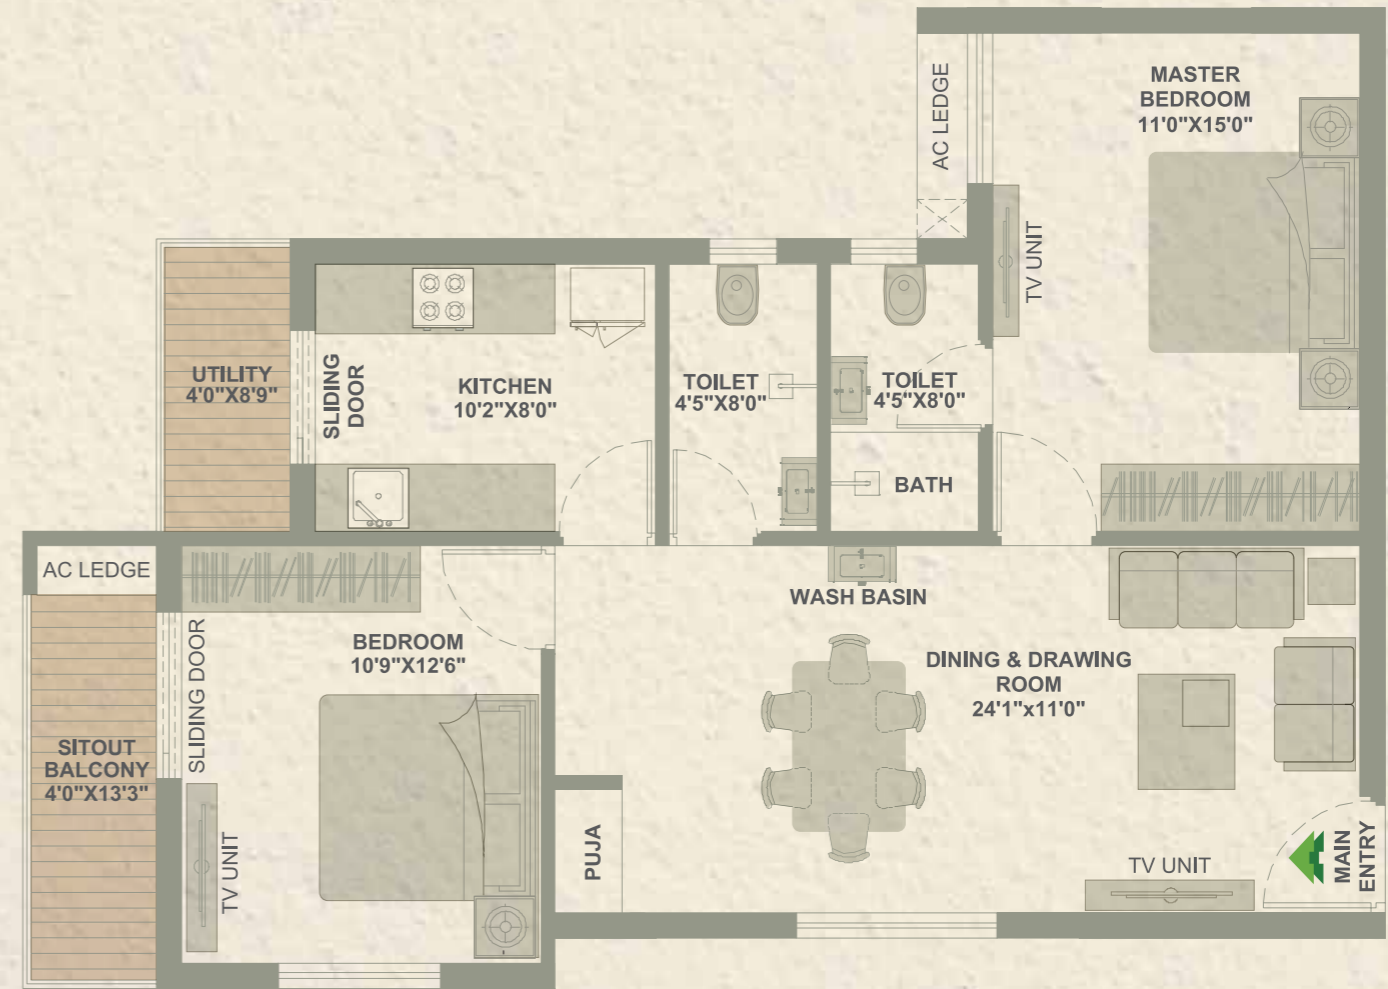 AC LEDGE
MASTER
BEDROOM
11'0"X15'0"
TV UNIT
UTILITY
4'0"X8'9"
SLIDING
DOOR
KITCHEN
10'2"X8'0"
TOILET
4'5"X8'0"
TOILET
4'5"X8'0"
BATH
AC LEDGE
SLIDING DOOR
BEDROOM
10'9"X12'6"
WASH BASIN
DINING & DRAWING
ROOM
24'1"x11'0"
SITOUT
BALCONY
4'0"X13'3"
TV UNIT
PUJA
TV UNIT
MAIN
ENTRY